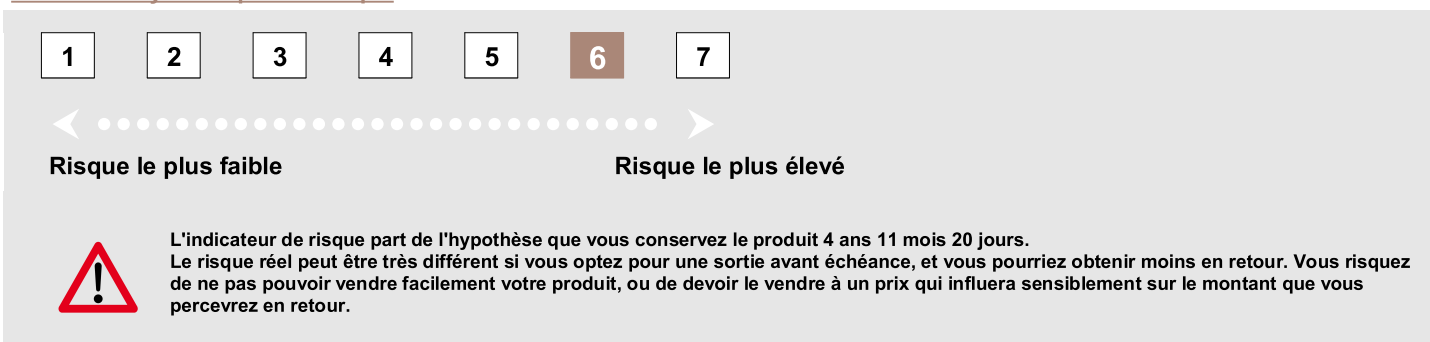 1 2 3 4 5 6 7
Risque le plus faible Risque le plus élevé
L'indicateur de risque part de l'hypothèse que vous conservez le produit 4 ans 11 mois 20 jours.
Le risque réel peut être très différent si vous optez pour une sortie avant échéance, et vous pourriez obtenir moins en retour. Vous risquez
de ne pas pouvoir vendre facilement votre produit, ou de devoir le vendre à un prix qui influera sensiblement sur le montant que vous
percevrez en retour.